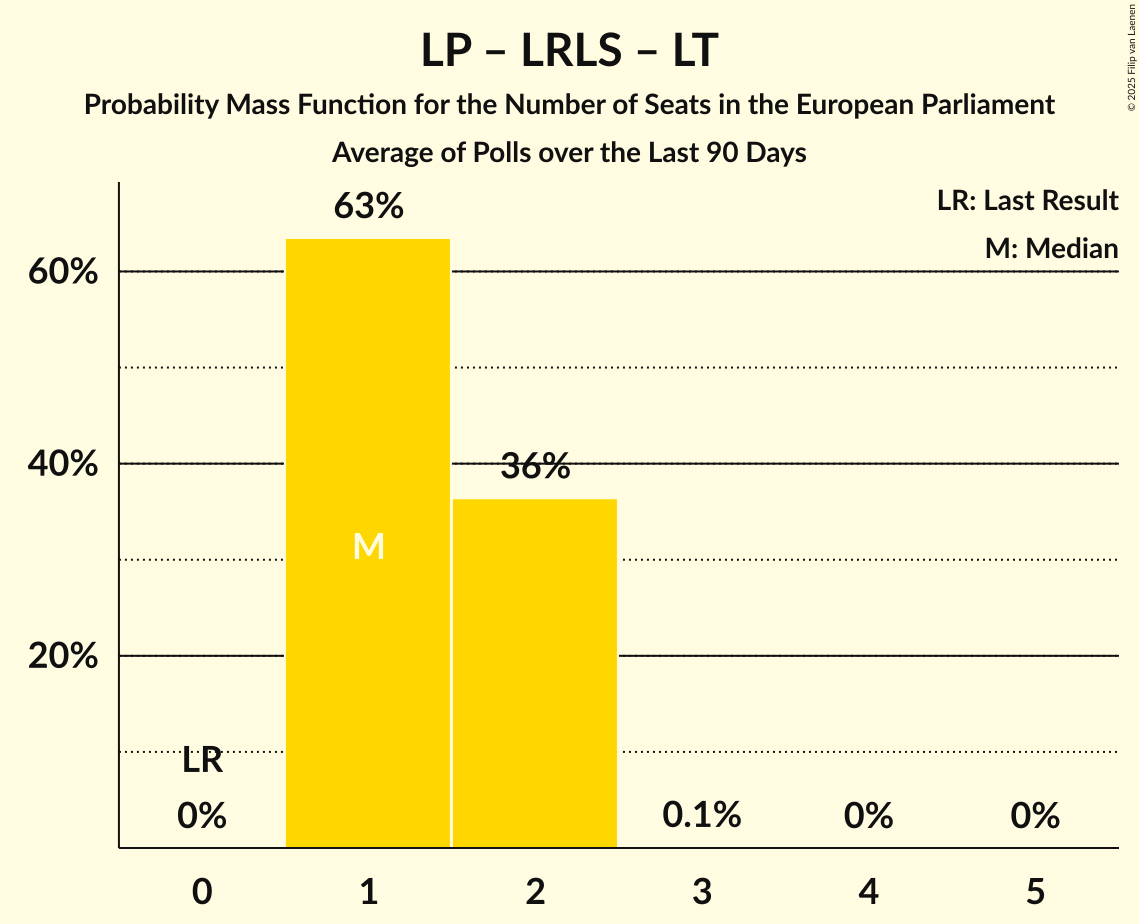 LP – LRLS – LT
Probability Mass Function for the Number of Seats in the European Parliament
Average of Polls over the Last 90 Days
© 2025 Filip van Laenen
LR: Last Result
M: Median
63%
60%
40%
36%
M
20%
LR
0%
0.1%
0%
0%
0 1 2 3 4 5